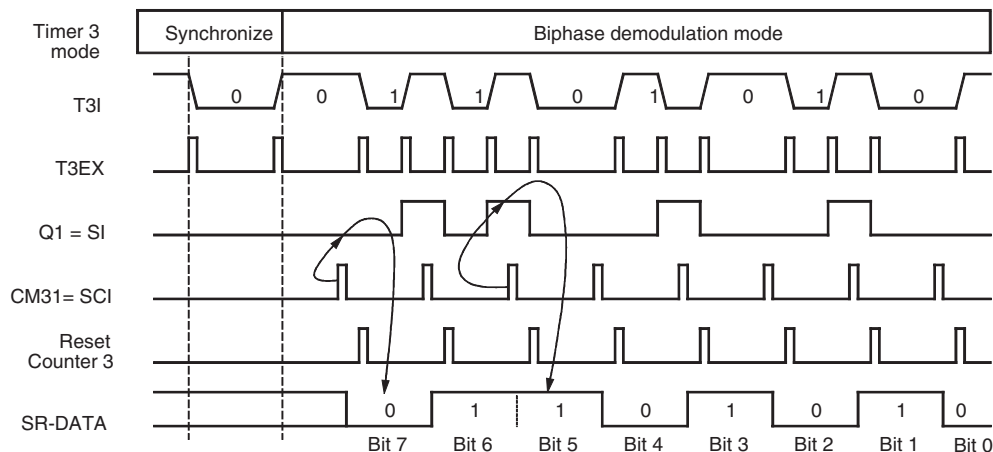 Timer 3
mode
Synchronize
Biphase demodulation mode
T3I
0 0 1 1 0 1 0 1 0
T3EX
Q1 = SI
CM31= SCI
Reset
Counter 3
SR-DATA
0 1 1 0 1 0 1 0
Bit 7 Bit 6 Bit 5 Bit 4 Bit 3 Bit 2 Bit 1 Bit 0